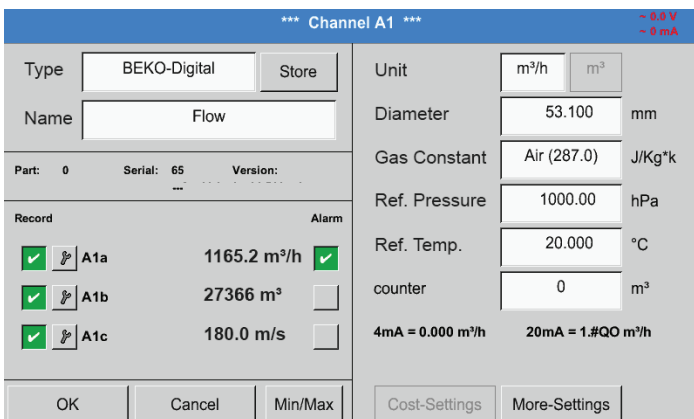 *** Channel A1 ***
~ 0.0 V
~ 0 mA
Type BEKO-Digital Store
Name Flow
Part: 0 Serial: 65 Version:
---
Record Alarm
A1a 1165.2 m³/h
A1b 27366 m³
A1c 180.0 m/s
OK Cancel Min/Max
Unit m³/h m³
Diameter 53.100 mm
Gas Constant Air (287.0) J/Kg*k
Ref. Pressure 1000.00 hPa
Ref. Temp. 20.000 °C
counter 0 m³
4mA = 0.000 m³/h 20mA = 1.#QO m³/h
Cost-Settings More-Settings